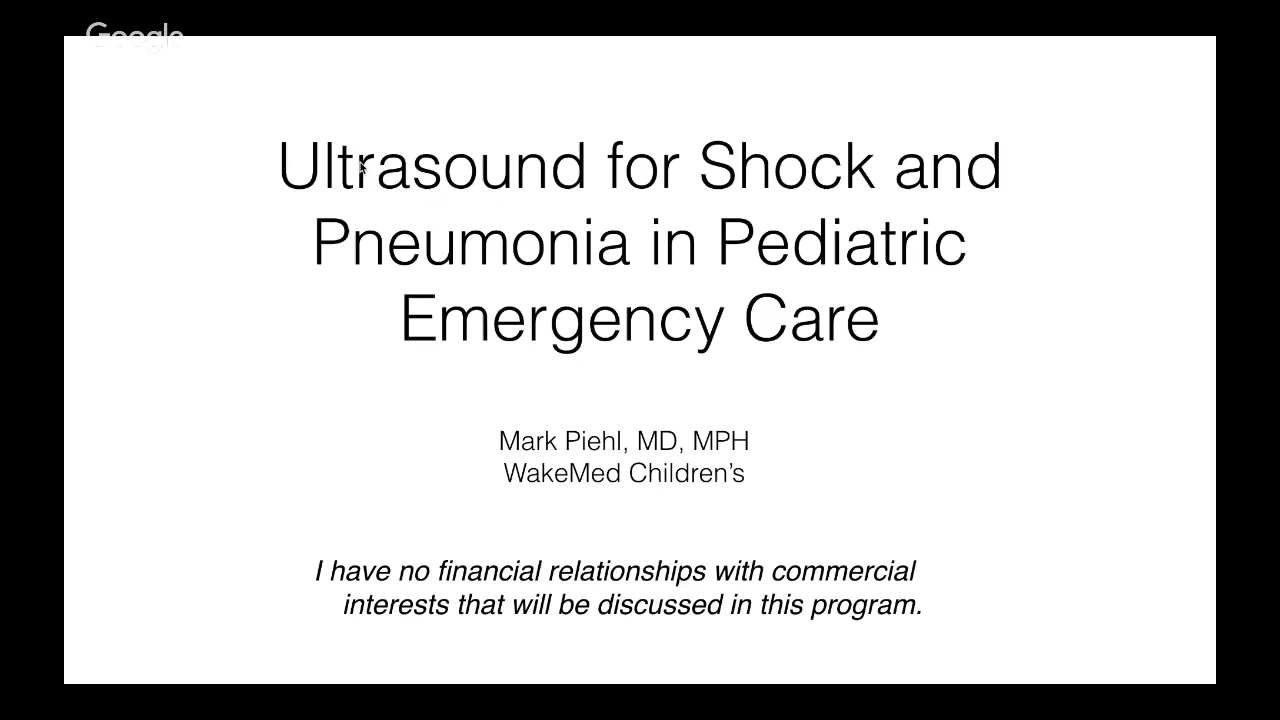 Google
Ultrasound for Shock and
Pneumonia in Pediatric
Emergency Care
Mark Piehl, MD, MPH
WakeMed Children’s
I have no financial relationships with commercial
interests that will be discussed in this program.